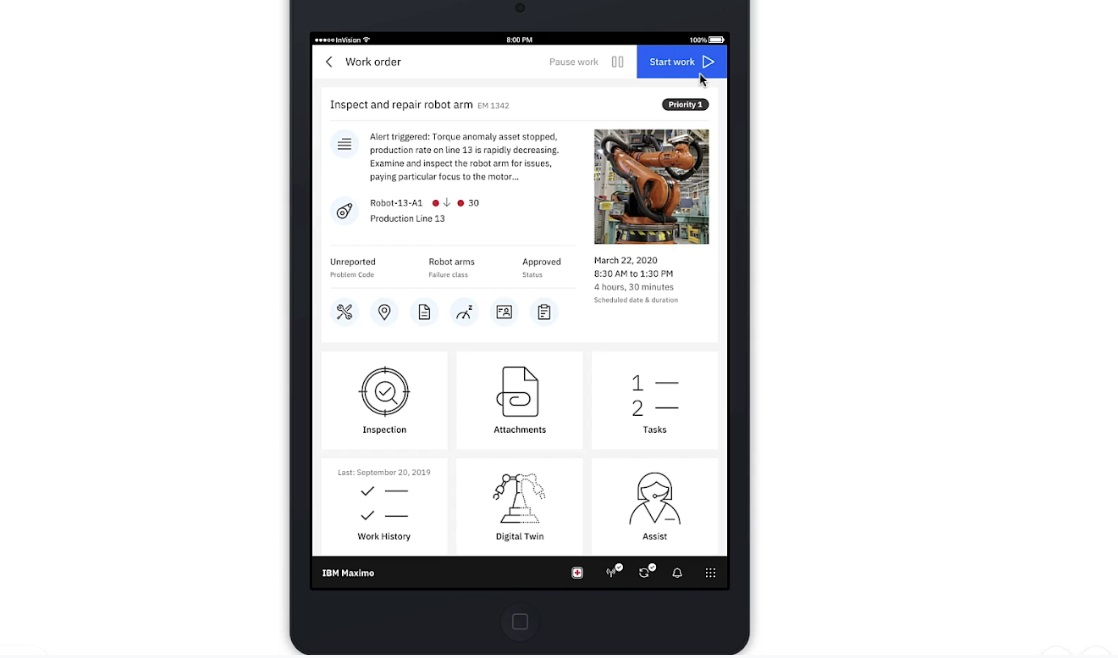 InVision
8:00 PM
100%
Work order
Pause work
Start work
Inspect and repair robot arm EM 1342
Priority 1
Alert triggered: Torque anomaly asset stopped,
production rate on line 13 is rapidly decreasing.
Examine and inspect the robot arm for issues,
paying particular focus to the motor...
Robot-13-A1 30
Production Line 13
Unreported
Problem Code
Robot arms
Failure class
Approved
Status
March 22, 2020
8:30 AM to 1:30 PM
4 hours, 30 minutes
Scheduled date & duration
z
Inspection
Attachments
1
2
Tasks
Last: September 20, 2019
Work History
Digital Twin
Assist
IBM Maximo